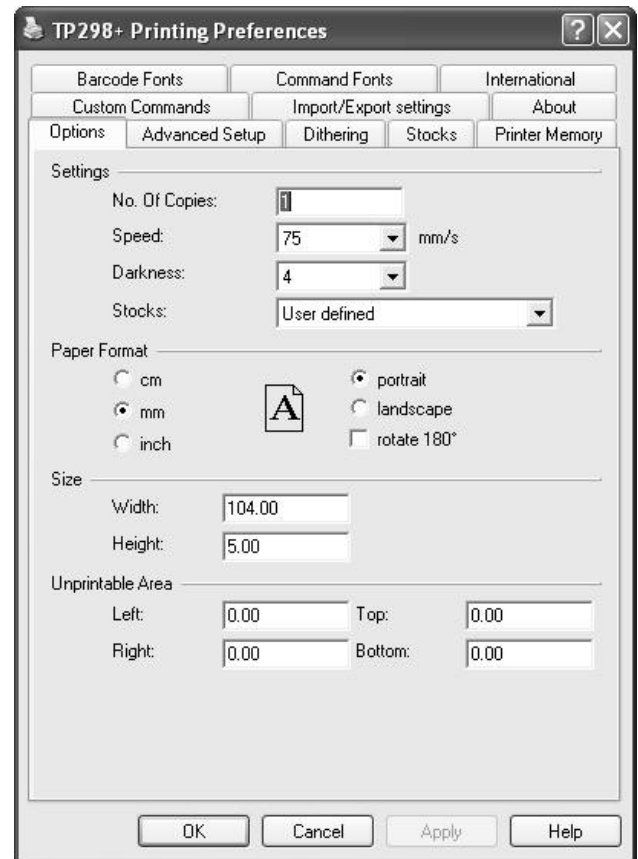 TP298+ Printing Preferences
Barcode Fonts Command Fonts International
Custom Commands Import/Export settings About
Options Advanced Setup Dithering Stocks Printer Memory
Settings
No. Of Copies: 1
Speed: 75 mm/s
Darkness: 4
Stocks: User defined
Paper Format
cm portrait
mm A landscape
inch rotate 180°
Size
Width: 104.00
Height: 5.00
Unprintable Area
Left: 0.00 Top: 0.00
Right: 0.00 Bottom: 0.00
OK Cancel Apply Help